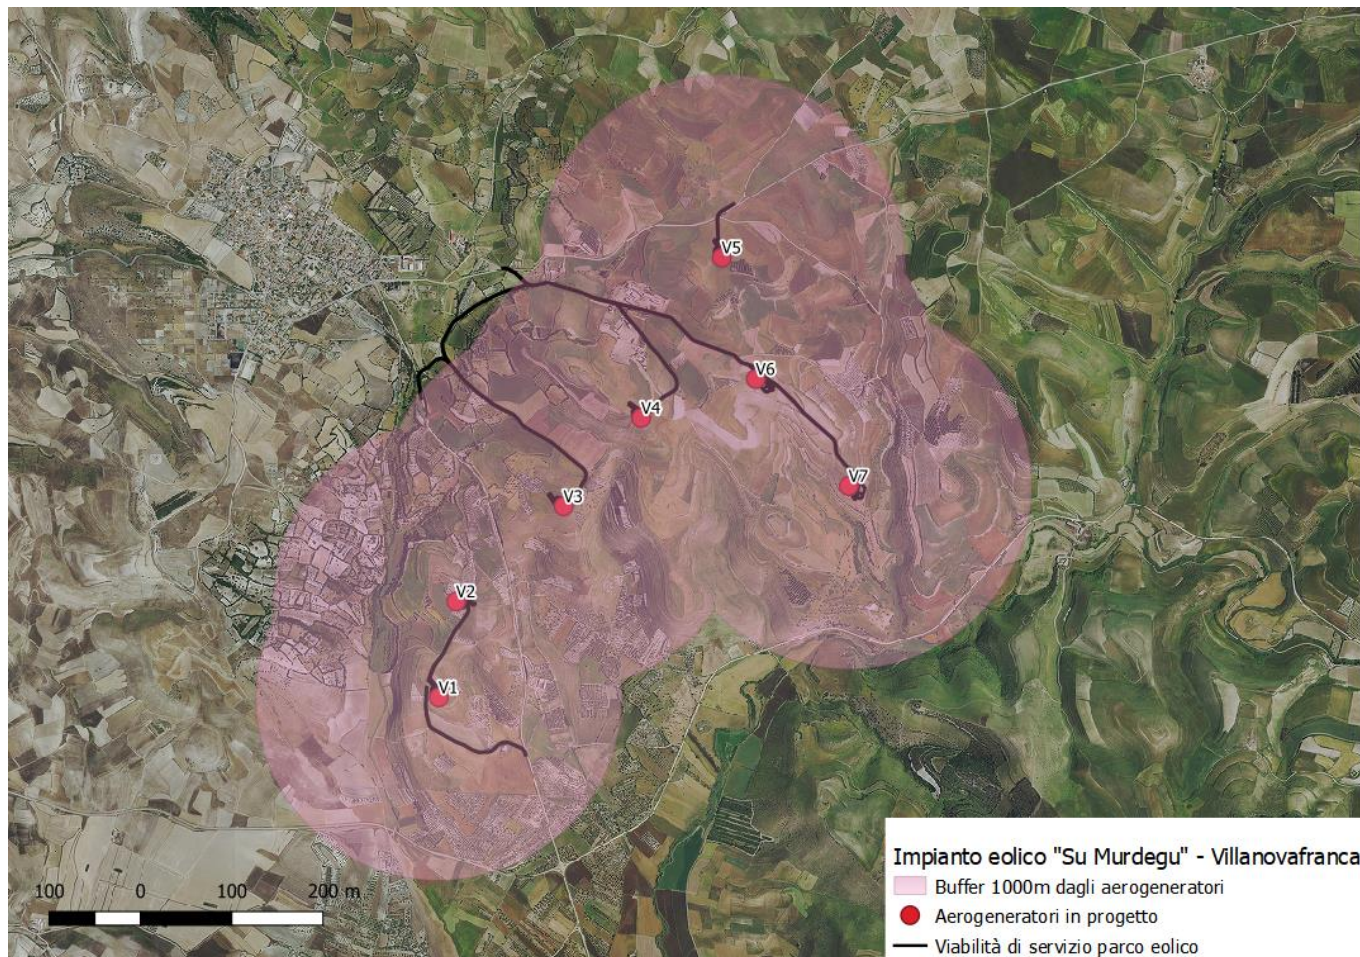 V5
V6
V4
V7
V3
V2
V1
100 0 100 200 m
Impianto eolico "Su Murdegu" - Villanovafranca
Buffer 1000m dagli aerogeneratori
Aerogeneratori in progetto
Viabilità di servizio parco eolico